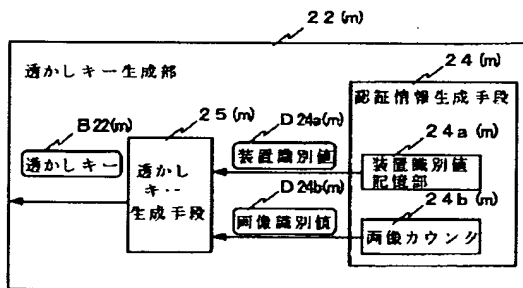 22(m)
透かしキー生成部
24(m)
認証情報生成手段
25(m)
B22(m)
D24a(m)
24a(m)
透かしキー
透かし
キー
生成手段
装置識別値
装置識別値
記憶部
D24b(m)
24b(m)
画像識別値
画像カウンタ